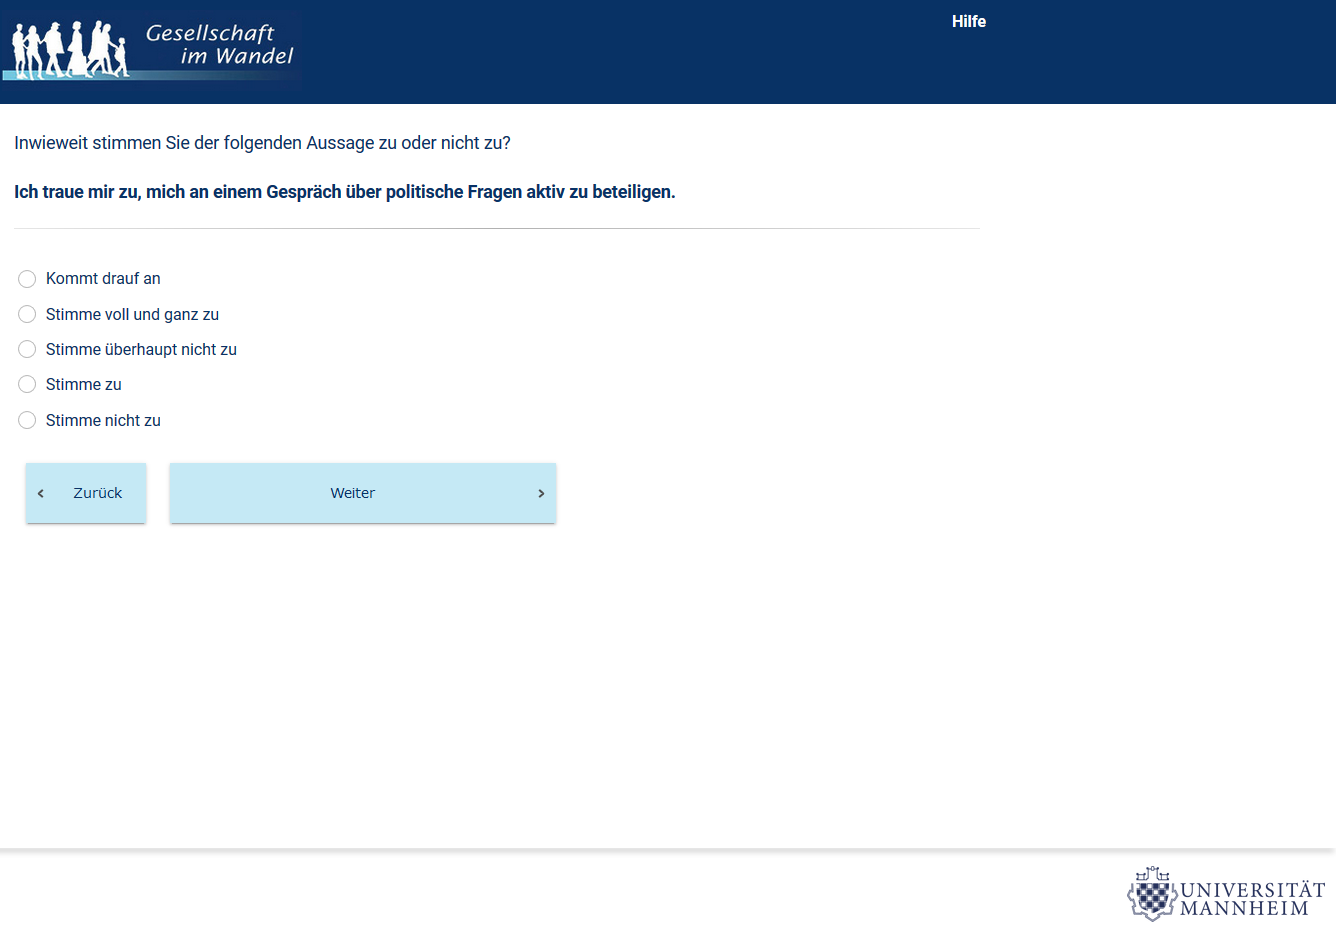 Gesellschaft
im Wandel
Hilfe
Inwieweit stimmen Sie der folgenden Aussage zu oder nicht zu?
Ich traue mir zu, mich an einem Gespräch über politische Fragen aktiv zu beteiligen.
Kommt drauf an
Stimme voll und ganz zu
Stimme überhaupt nicht zu
Stimme zu
Stimme nicht zu
Zurück
Weiter
UNIVERSITÄT
MANNHEIM